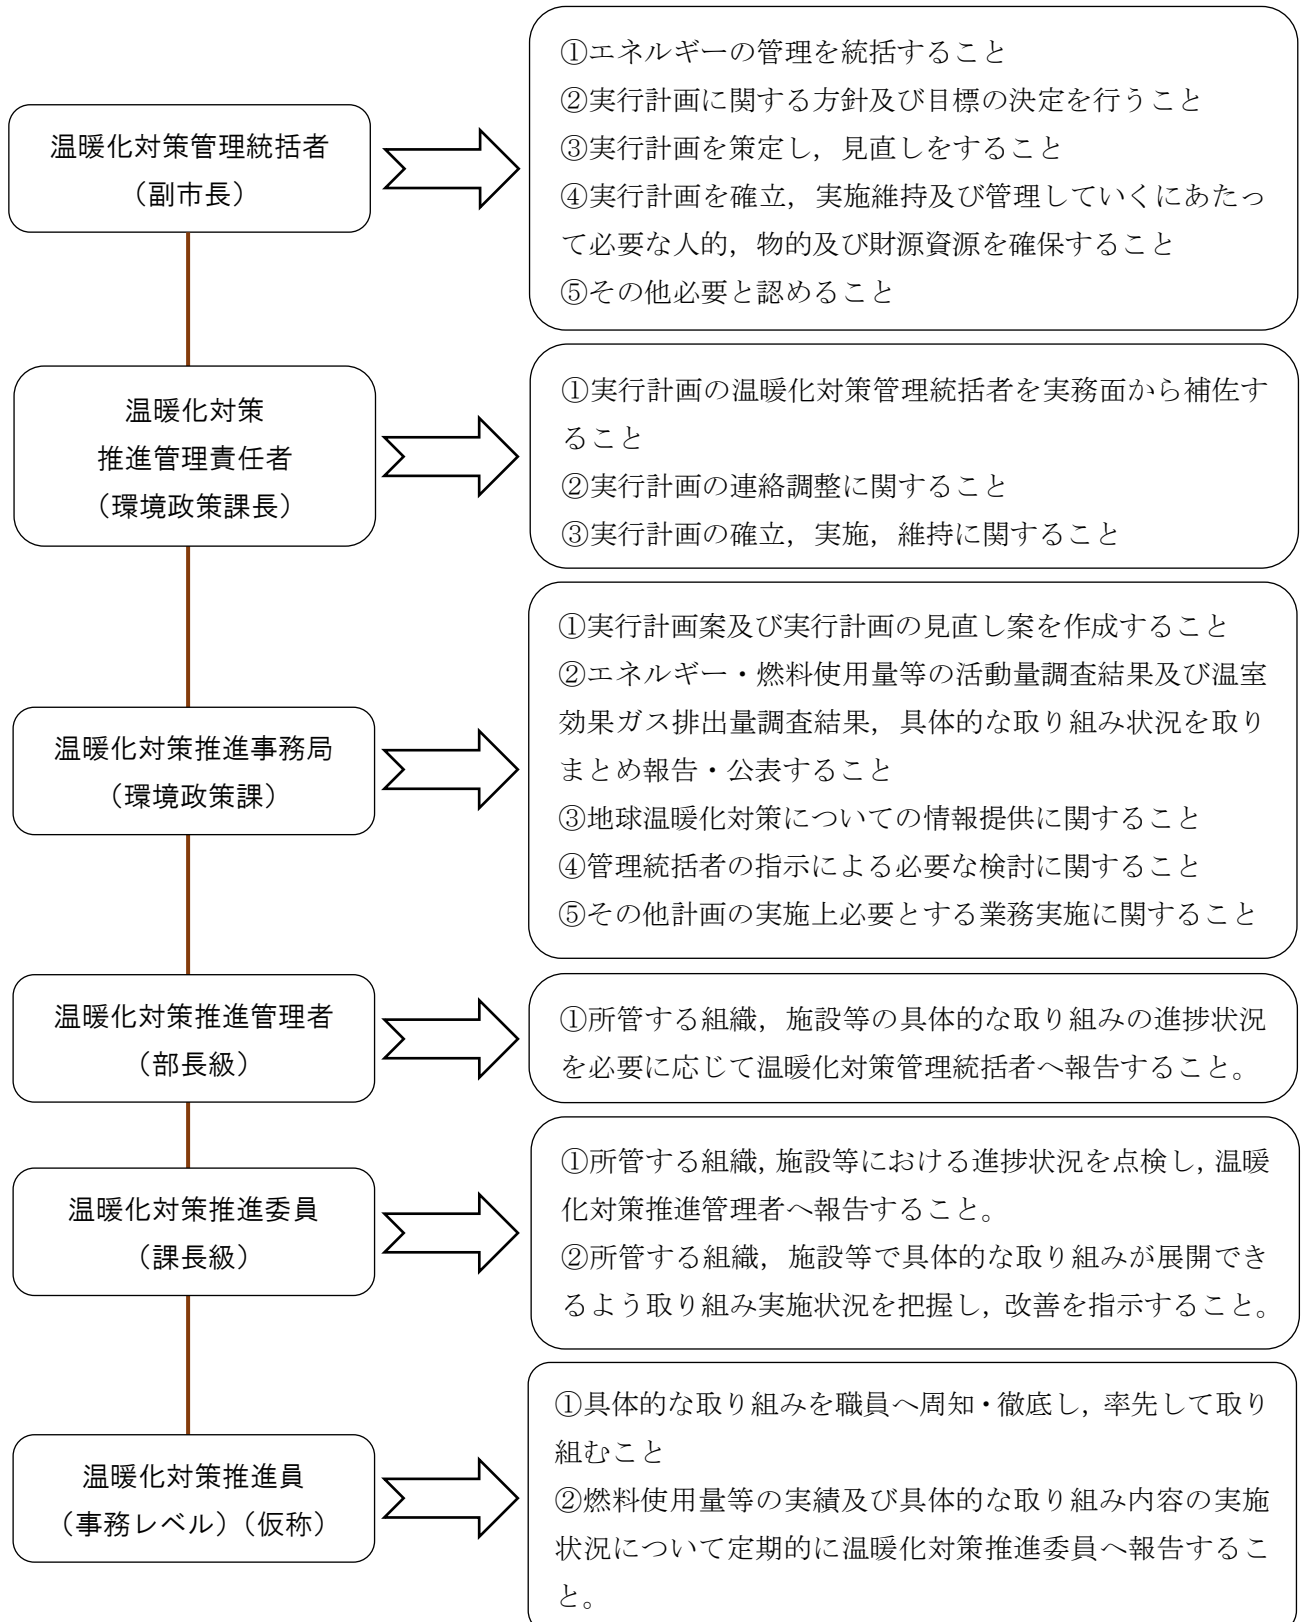 温暖化対策管理統括者
（副市長）
①エネルギーの管理を統括すること
②実行計画に関する方針及び目標の決定を行うこと
③実行計画を策定し，見直しをすること
④実行計画を確立，実施維持及び管理していくにあたっ
て必要な人的，物的及び財源資源を確保すること
⑤その他必要と認めること
温暖化対策
推進管理責任者
（環境政策課長）
①実行計画の温暖化対策管理統括者を実務面から補佐す
ること
②実行計画の連絡調整に関すること
③実行計画の確立，実施，維持に関すること
温暖化対策推進事務局
（環境政策課）
①実行計画案及び実行計画の見直し案を作成すること
②エネルギー・燃料使用量等の活動量調査結果及び温室
効果ガス排出量調査結果，具体的な取り組み状況を取り
まとめ報告・公表すること
③地球温暖化対策についての情報提供に関すること
④管理統括者の指示による必要な検討に関すること
⑤その他計画の実施上必要とする業務実施に関すること
温暖化対策推進管理者
（部長級）
①所管する組織，施設等の具体的な取り組みの進捗状況
を必要に応じて温暖化対策管理統括者へ報告すること。
温暖化対策推進委員
（課長級）
①所管する組織，施設等における進捗状況を点検し，温暖
化対策推進管理者へ報告すること。
②所管する組織，施設等で具体的な取り組みが展開でき
るよう取り組み実施状況を把握し，改善を指示すること。
温暖化対策推進員
（事務レベル）（仮称）
①具体的な取り組みを職員へ周知・徹底し，率先して取り
組むこと
②燃料使用量等の実績及び具体的な取り組み内容の実施
状況について定期的に温暖化対策推進委員へ報告するこ
と。